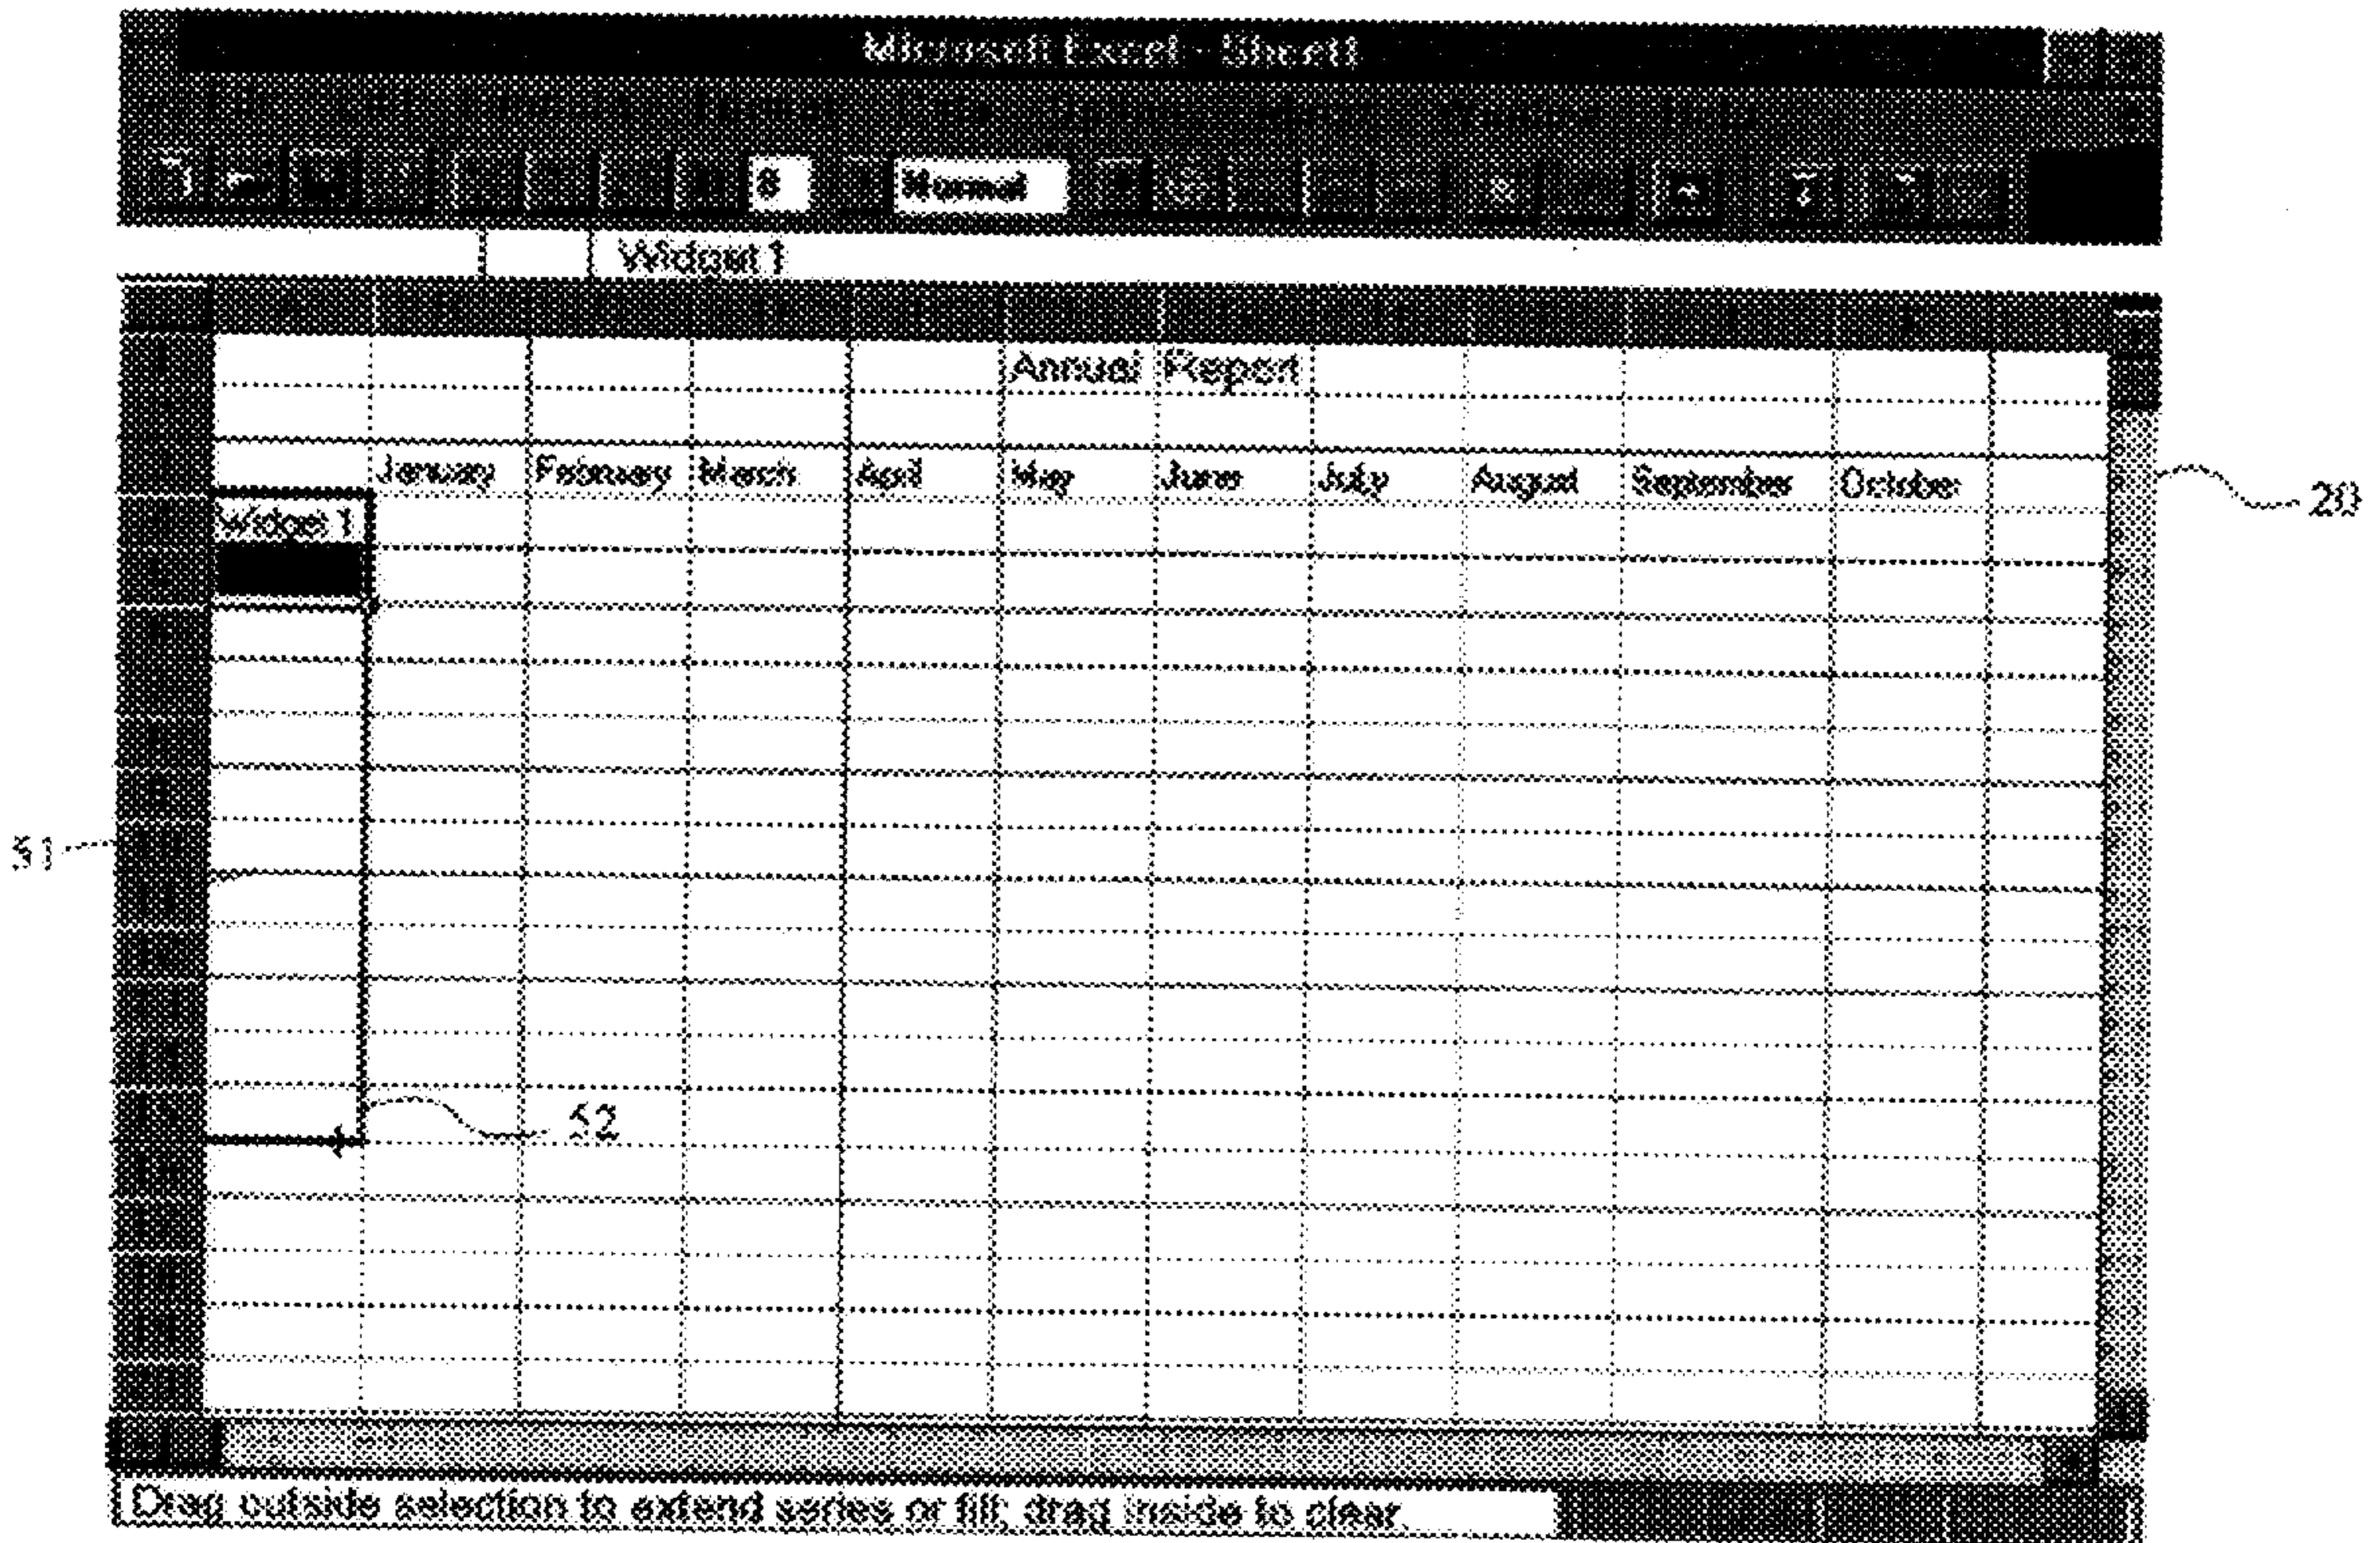 Microsoft Excel - Sheet1
8 Normal
Widget 1
Annual Report
January February March April May June July August September October
20
Widget 1
51
52
Drag outside selection to extend series or fill; drag inside to clear.